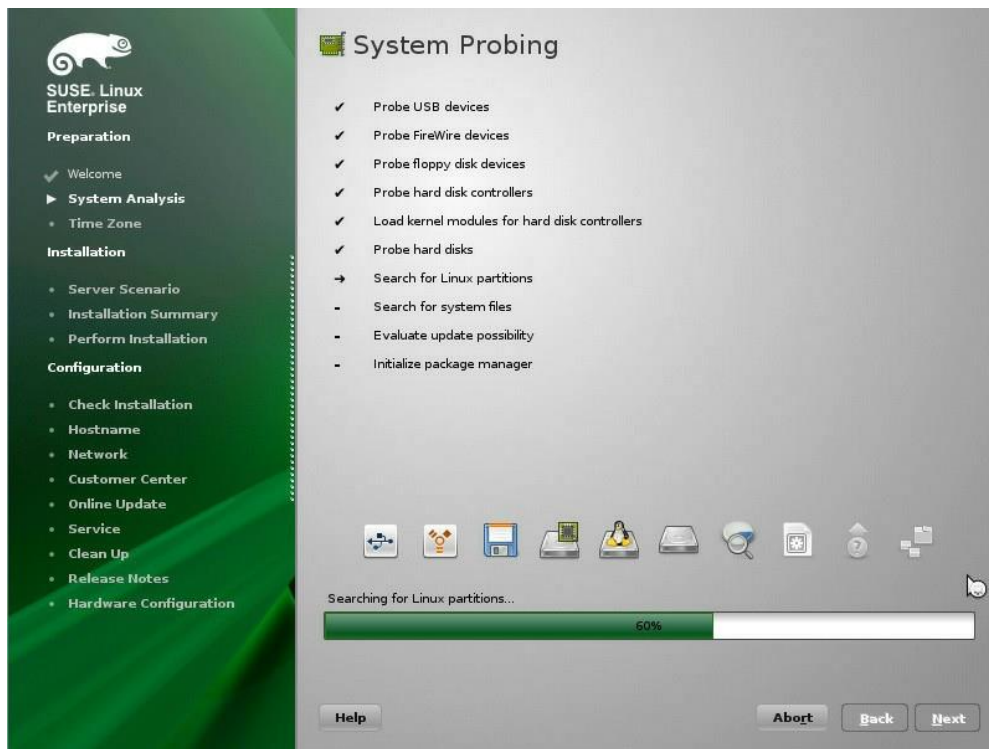 SUSE. Linux
Enterprise
Preparation
Welcome
System Analysis
Time Zone
Installation
Server Scenario
Installation Summary
Perform Installation
Configuration
Check Installation
Hostname
Network
Customer Center
Online Update
Service
Clean Up
Release Notes
Hardware Configuration
System Probing
Probe USB devices
Probe FireWire devices
Probe floppy disk devices
Probe hard disk controllers
Load kernel modules for hard disk controllers
Probe hard disks
Search for Linux partitions
Search for system files
Evaluate update possibility
Initialize package manager
Searching for Linux partitions...
60%
Help
Abort
Back
Next